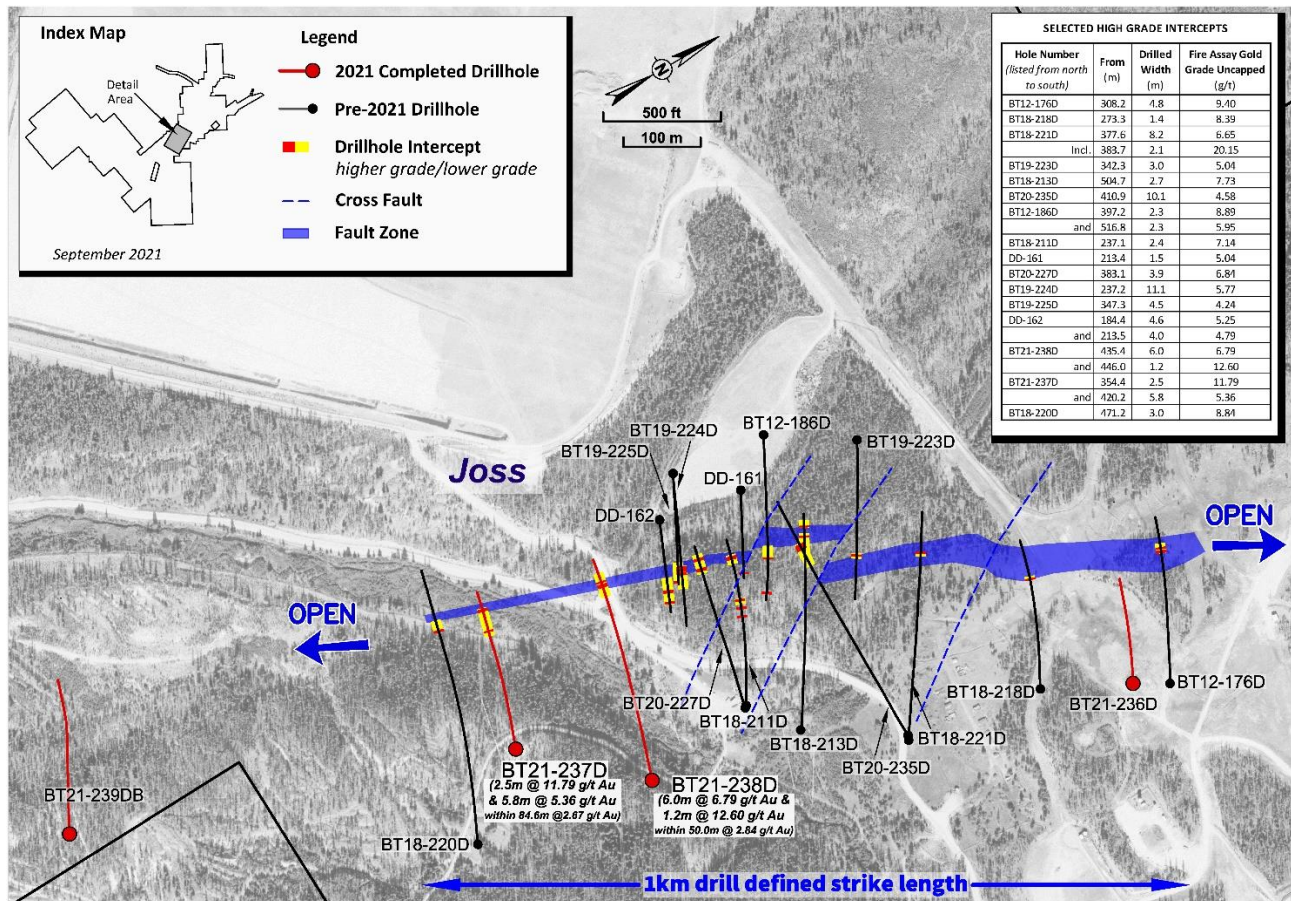 Index Map
Detail
Area
September 2021
Legend
2021 Completed Drillhole
Pre-2021 Drillhole
Drillhole Intercept
higher grade/lower grade
Cross Fault
Fault Zone
N
500 ft
100 m
SELECTED HIGH GRADE INTERCEPTS
Hole Number (listed from north to south) From (m) Drilled Width (m) Fire Assay Gold Grade Uncapped (g/t)
BT12-176D 308.2 4.8 9.40
BT18-218D 273.3 1.4 8.39
BT18-221D 377.6 8.2 6.65
Incl. 383.7 2.1 20.15
BT19-223D 342.3 3.0 5.04
BT18-213D 504.7 2.7 7.73
BT20-235D 410.9 10.1 4.58
BT12-186D 397.2 2.3 8.89
and 516.8 2.3 5.95
BT18-211D 237.1 2.4 7.14
DD-161 213.4 1.5 5.04
BT20-227D 383.1 3.9 6.84
BT19-224D 237.2 11.1 5.77
BT19-225D 347.3 4.5 4.24
DD-162 184.4 4.6 5.25
and 213.5 4.0 4.79
BT21-238D 435.4 6.0 6.79
and 446.0 1.2 12.60
BT21-237D 354.4 2.5 11.79
and 420.2 5.8 5.36
BT18-220D 471.2 3.0 8.84
Joss
BT19-224D
BT19-225D
BT12-186D
BT19-223D
DD-161
DD-162
OPEN
OPEN
BT20-227D
BT18-211D
BT18-213D
BT20-235D
BT18-221D
BT18-218D
BT21-236D
BT12-176D
BT21-239DB
BT21-237D
(2.5m @ 11.79 g/t Au
& 5.8m @ 5.36 g/t Au
within 84.6m @2.67 g/t Au)
BT21-238D
(6.0m @ 6.79 g/t Au &
1.2m @ 12.60 g/t Au
within 50.0m @ 2.84 g/t Au)
BT18-220D
1km drill defined strike length